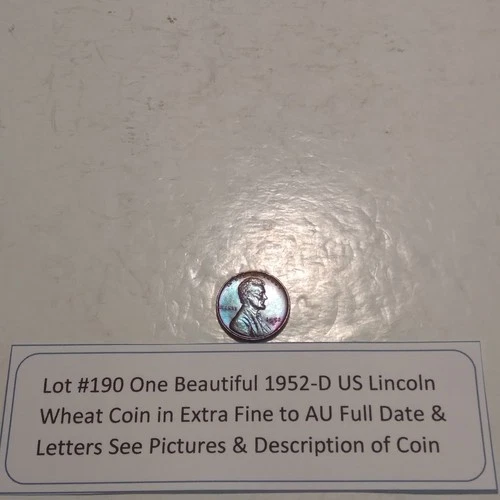 Lot #190 One Beautiful 1952-D US Lincoln
Wheat Coin in Extra Fine to AU Full Date &
Letters See Pictures & Description of Coin